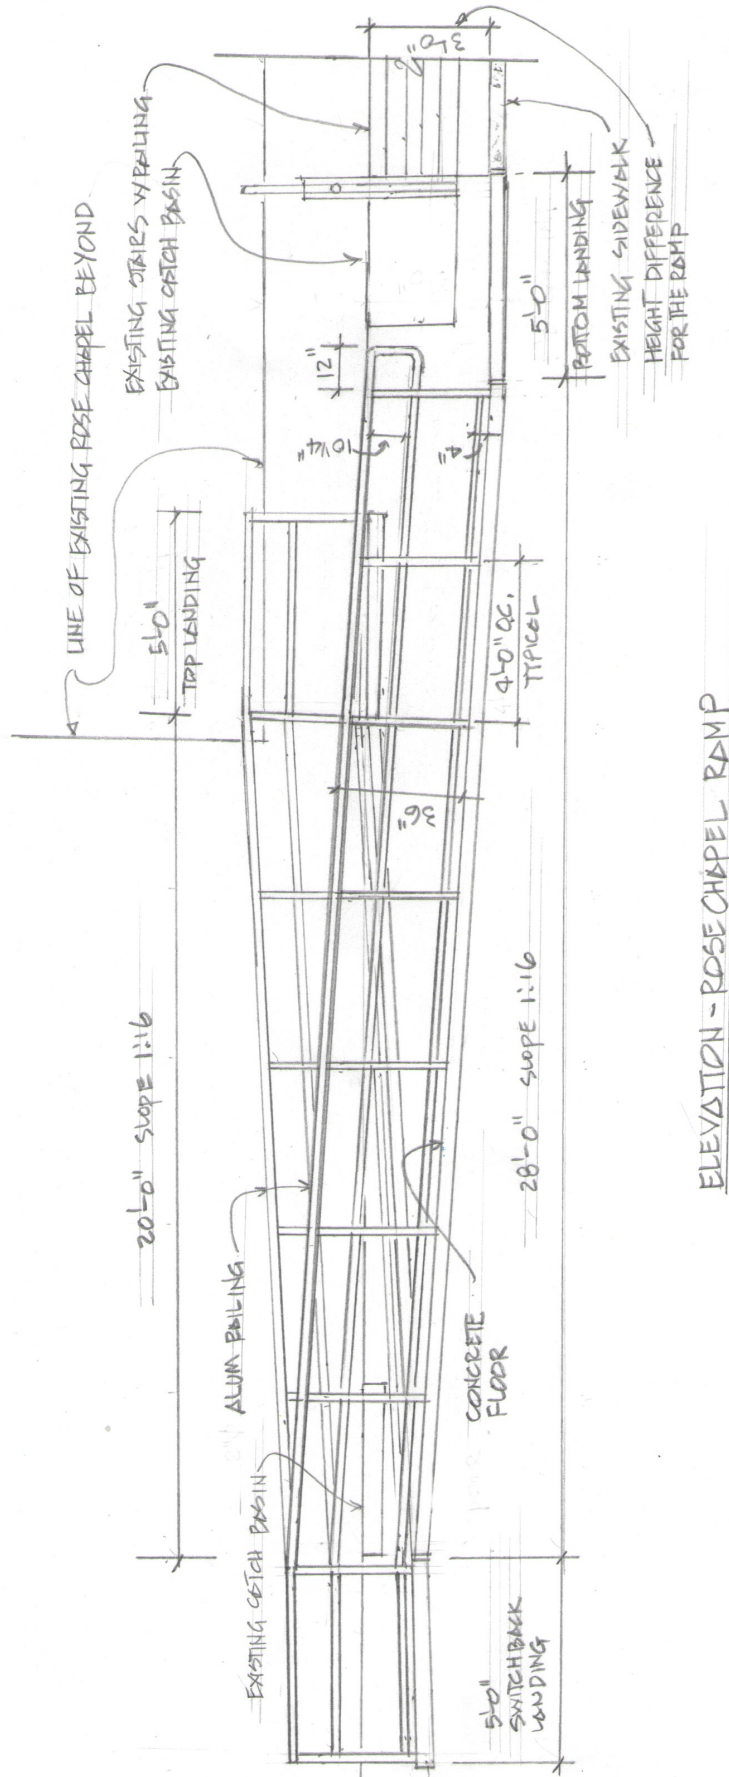 LINE OF EXISTING ROSE CHAPEL BEYOND
EXISTING STAIRS W/RAILING
EXISTING CATCH BASIN
3'-0"
20'-0" SLOPE 1:16
5'-0"
TOP LANDING
ALUM RAILING
EXISTING CATCH BASIN
12"
10 1/4"
4"
36"
4'-0" O.C.
TYPICAL
CONCRETE
FLOOR
5'-0"
SWITCHBACK
LANDING
28'-0" SLOPE 1:16
5'-0"
BOTTOM LANDING
EXISTING SIDEWALK
HEIGHT DIFFERENCE
FOR THE RAMP
ELEVATION - ROSE CHAPEL RAMP